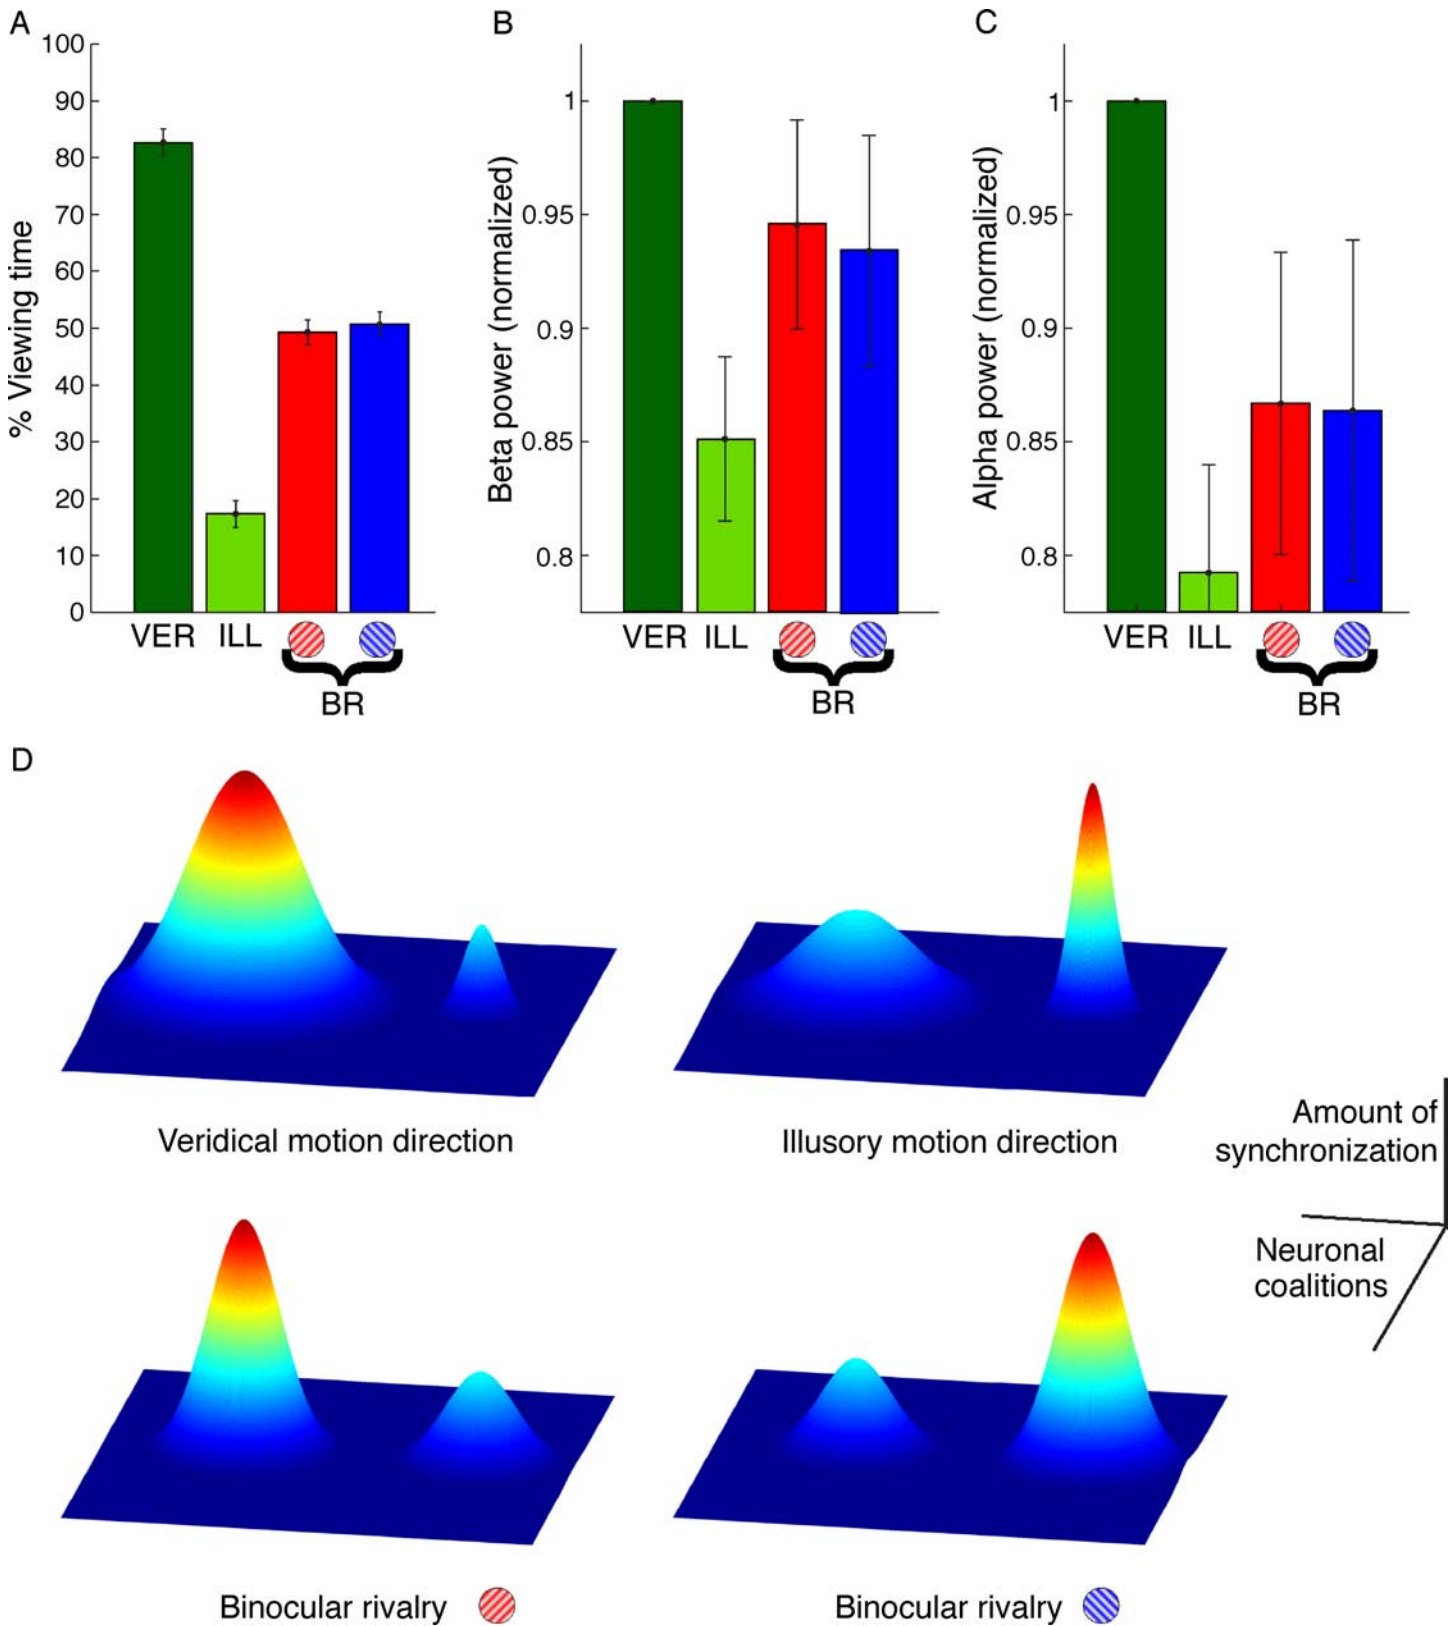 A
% Viewing time
100
90
80
70
60
50
40
30
20
10
0
VER ILL
BR
B
Beta power (normalized)
1
0.95
0.9
0.85
0.8
VER ILL
BR
C
Alpha power (normalized)
1
0.95
0.9
0.85
0.8
VER ILL
BR
D
Veridical motion direction
Illusory motion direction
Amount of
synchronization
Neuronal
coalitions
Binocular rivalry
Binocular rivalry